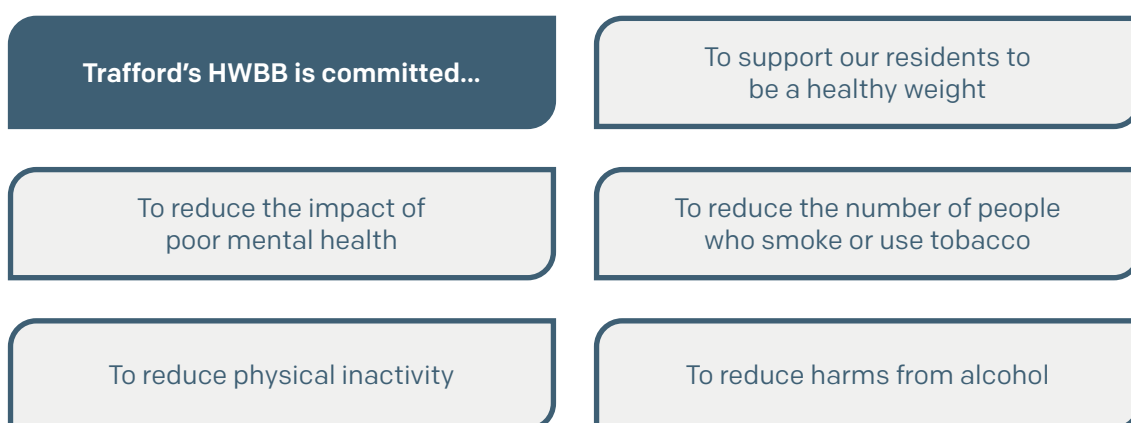 Trafford's HWBB is committed...
To support our residents to
be a healthy weight
To reduce the impact of
poor mental health
To reduce the number of people
who smoke or use tobacco
To reduce physical inactivity
To reduce harms from alcohol